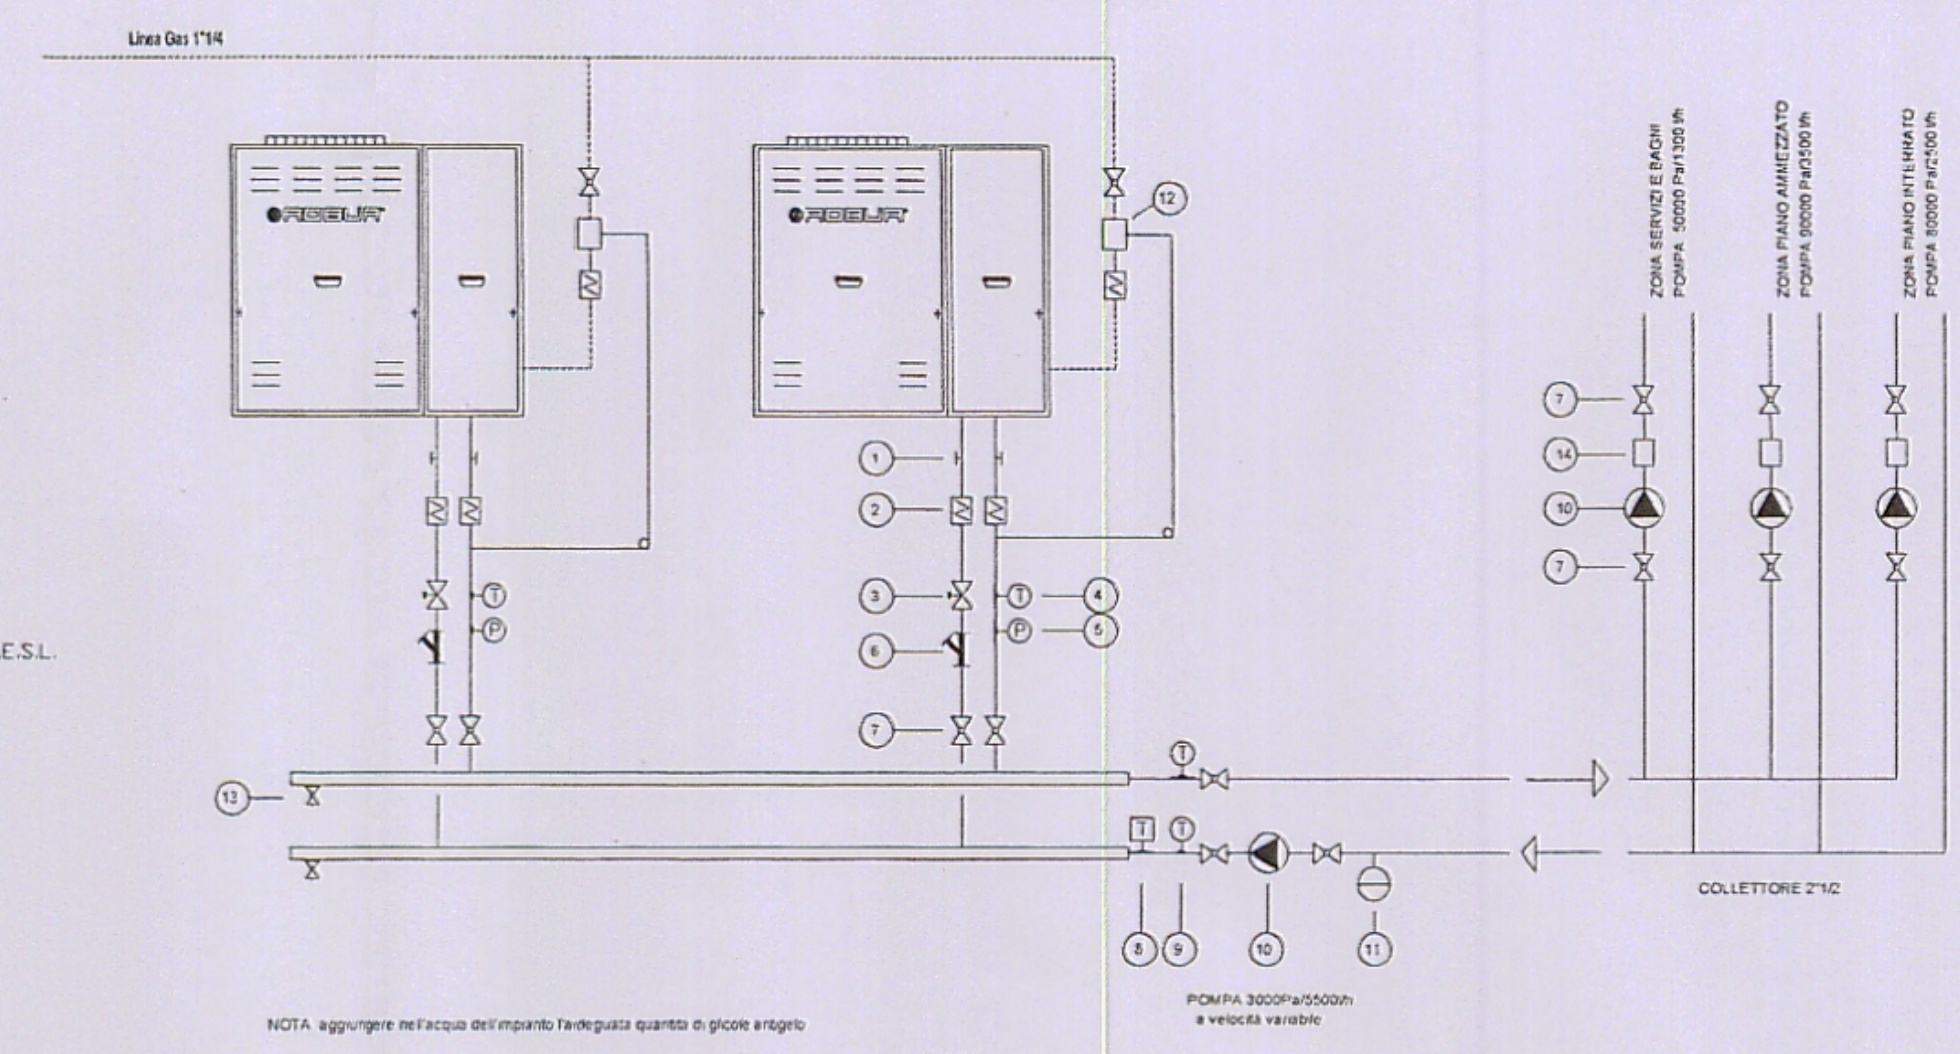 Linea Gas 1"1/4
ROBUR
ROBUR
12
ZONA SERVIZI E BAGNI
POMPA 50000 Pa/1300 l/h
ZONA PIANO AMMEZZATO
POMPA 90000 Pa/3500 l/h
ZONA PIANO INTERRATO
POMPA 80000 Pa/2500 l/h
7
14
10
7
1
2
3
T
T
4
P
P
5
6
E.S.L.
7
13
T
T
T
8
9
10
11
COLLETTORE 2"1/2
POMPA 3000Pa/5500l/h
a velocità variabile
NOTA aggiungere nell'acqua dell'impianto l'adeguata quantità di glicole antigelo